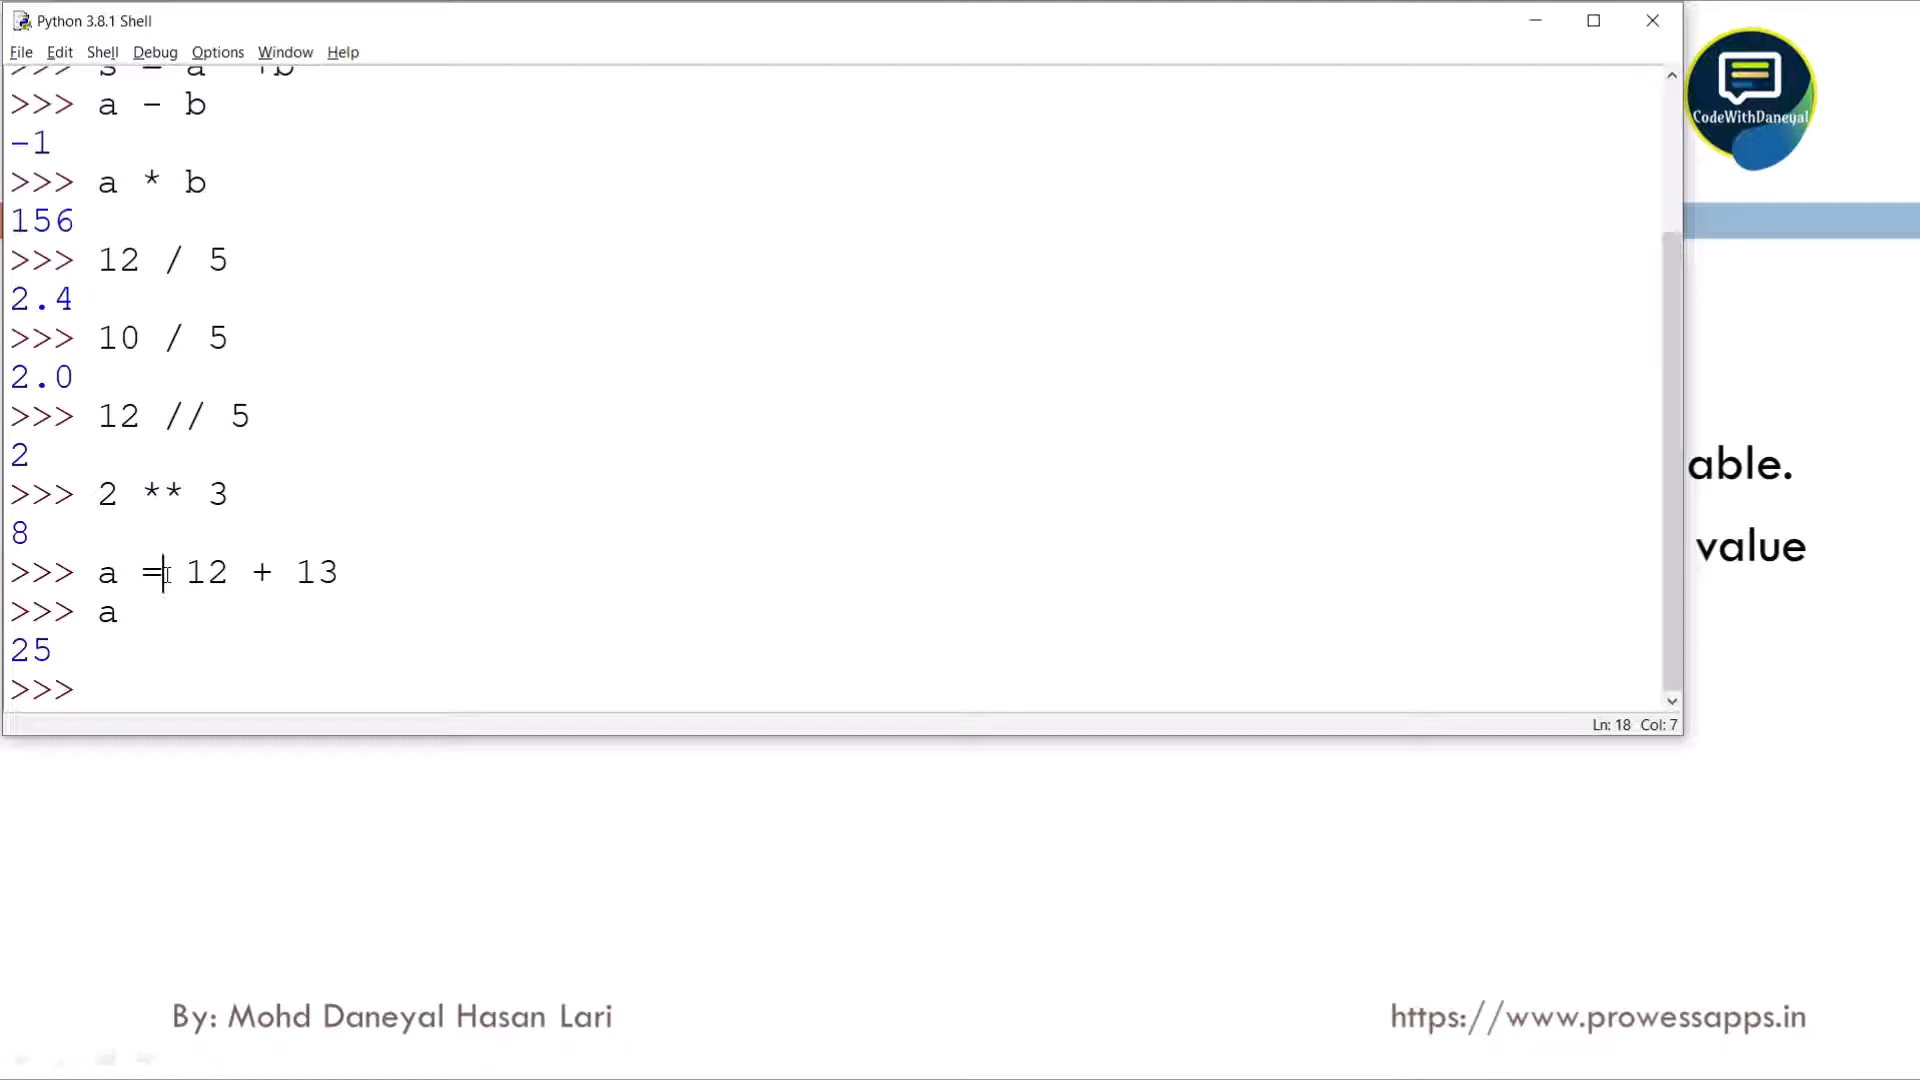 Python 3.8.1 Shell
File Edit Shell Debug Options Window Help
>>> s = a +b
>>> a - b
-1
>>> a * b
156
>>> 12 / 5
2.4
>>> 10 / 5
2.0
>>> 12 // 5
2
>>> 2 ** 3
8
>>> a = 12 + 13
>>> a
25
>>>
Ln: 18 Col: 7
CodeWithDaneyal
able.
value
By: Mohd Daneyal Hasan Lari
https://www.prowessapps.in